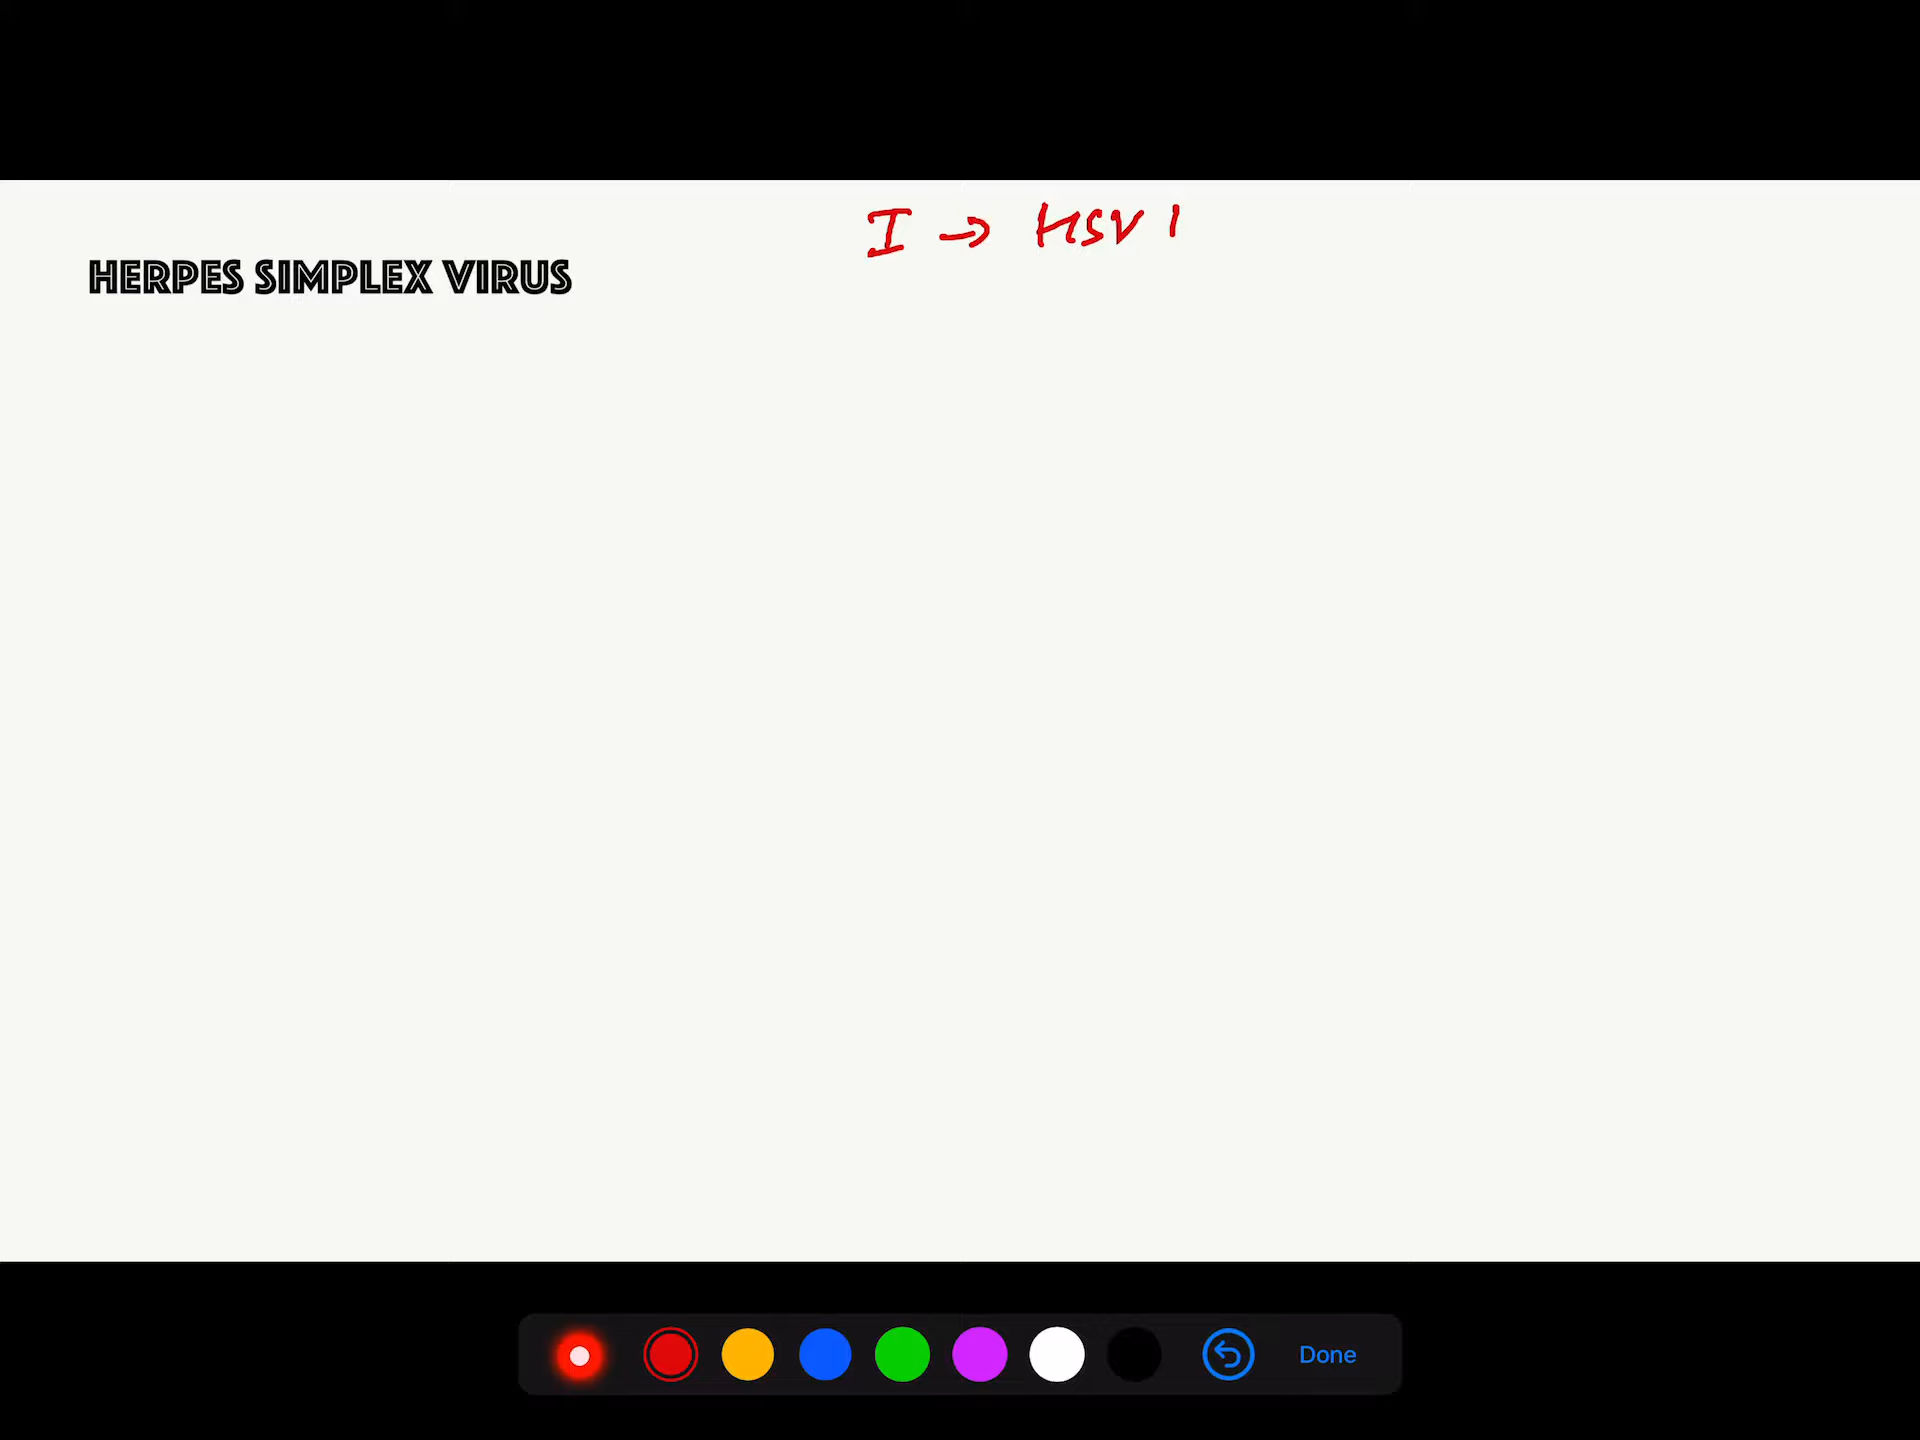 I → HSV 1
HERPES SIMPLEX VIRUS
Done